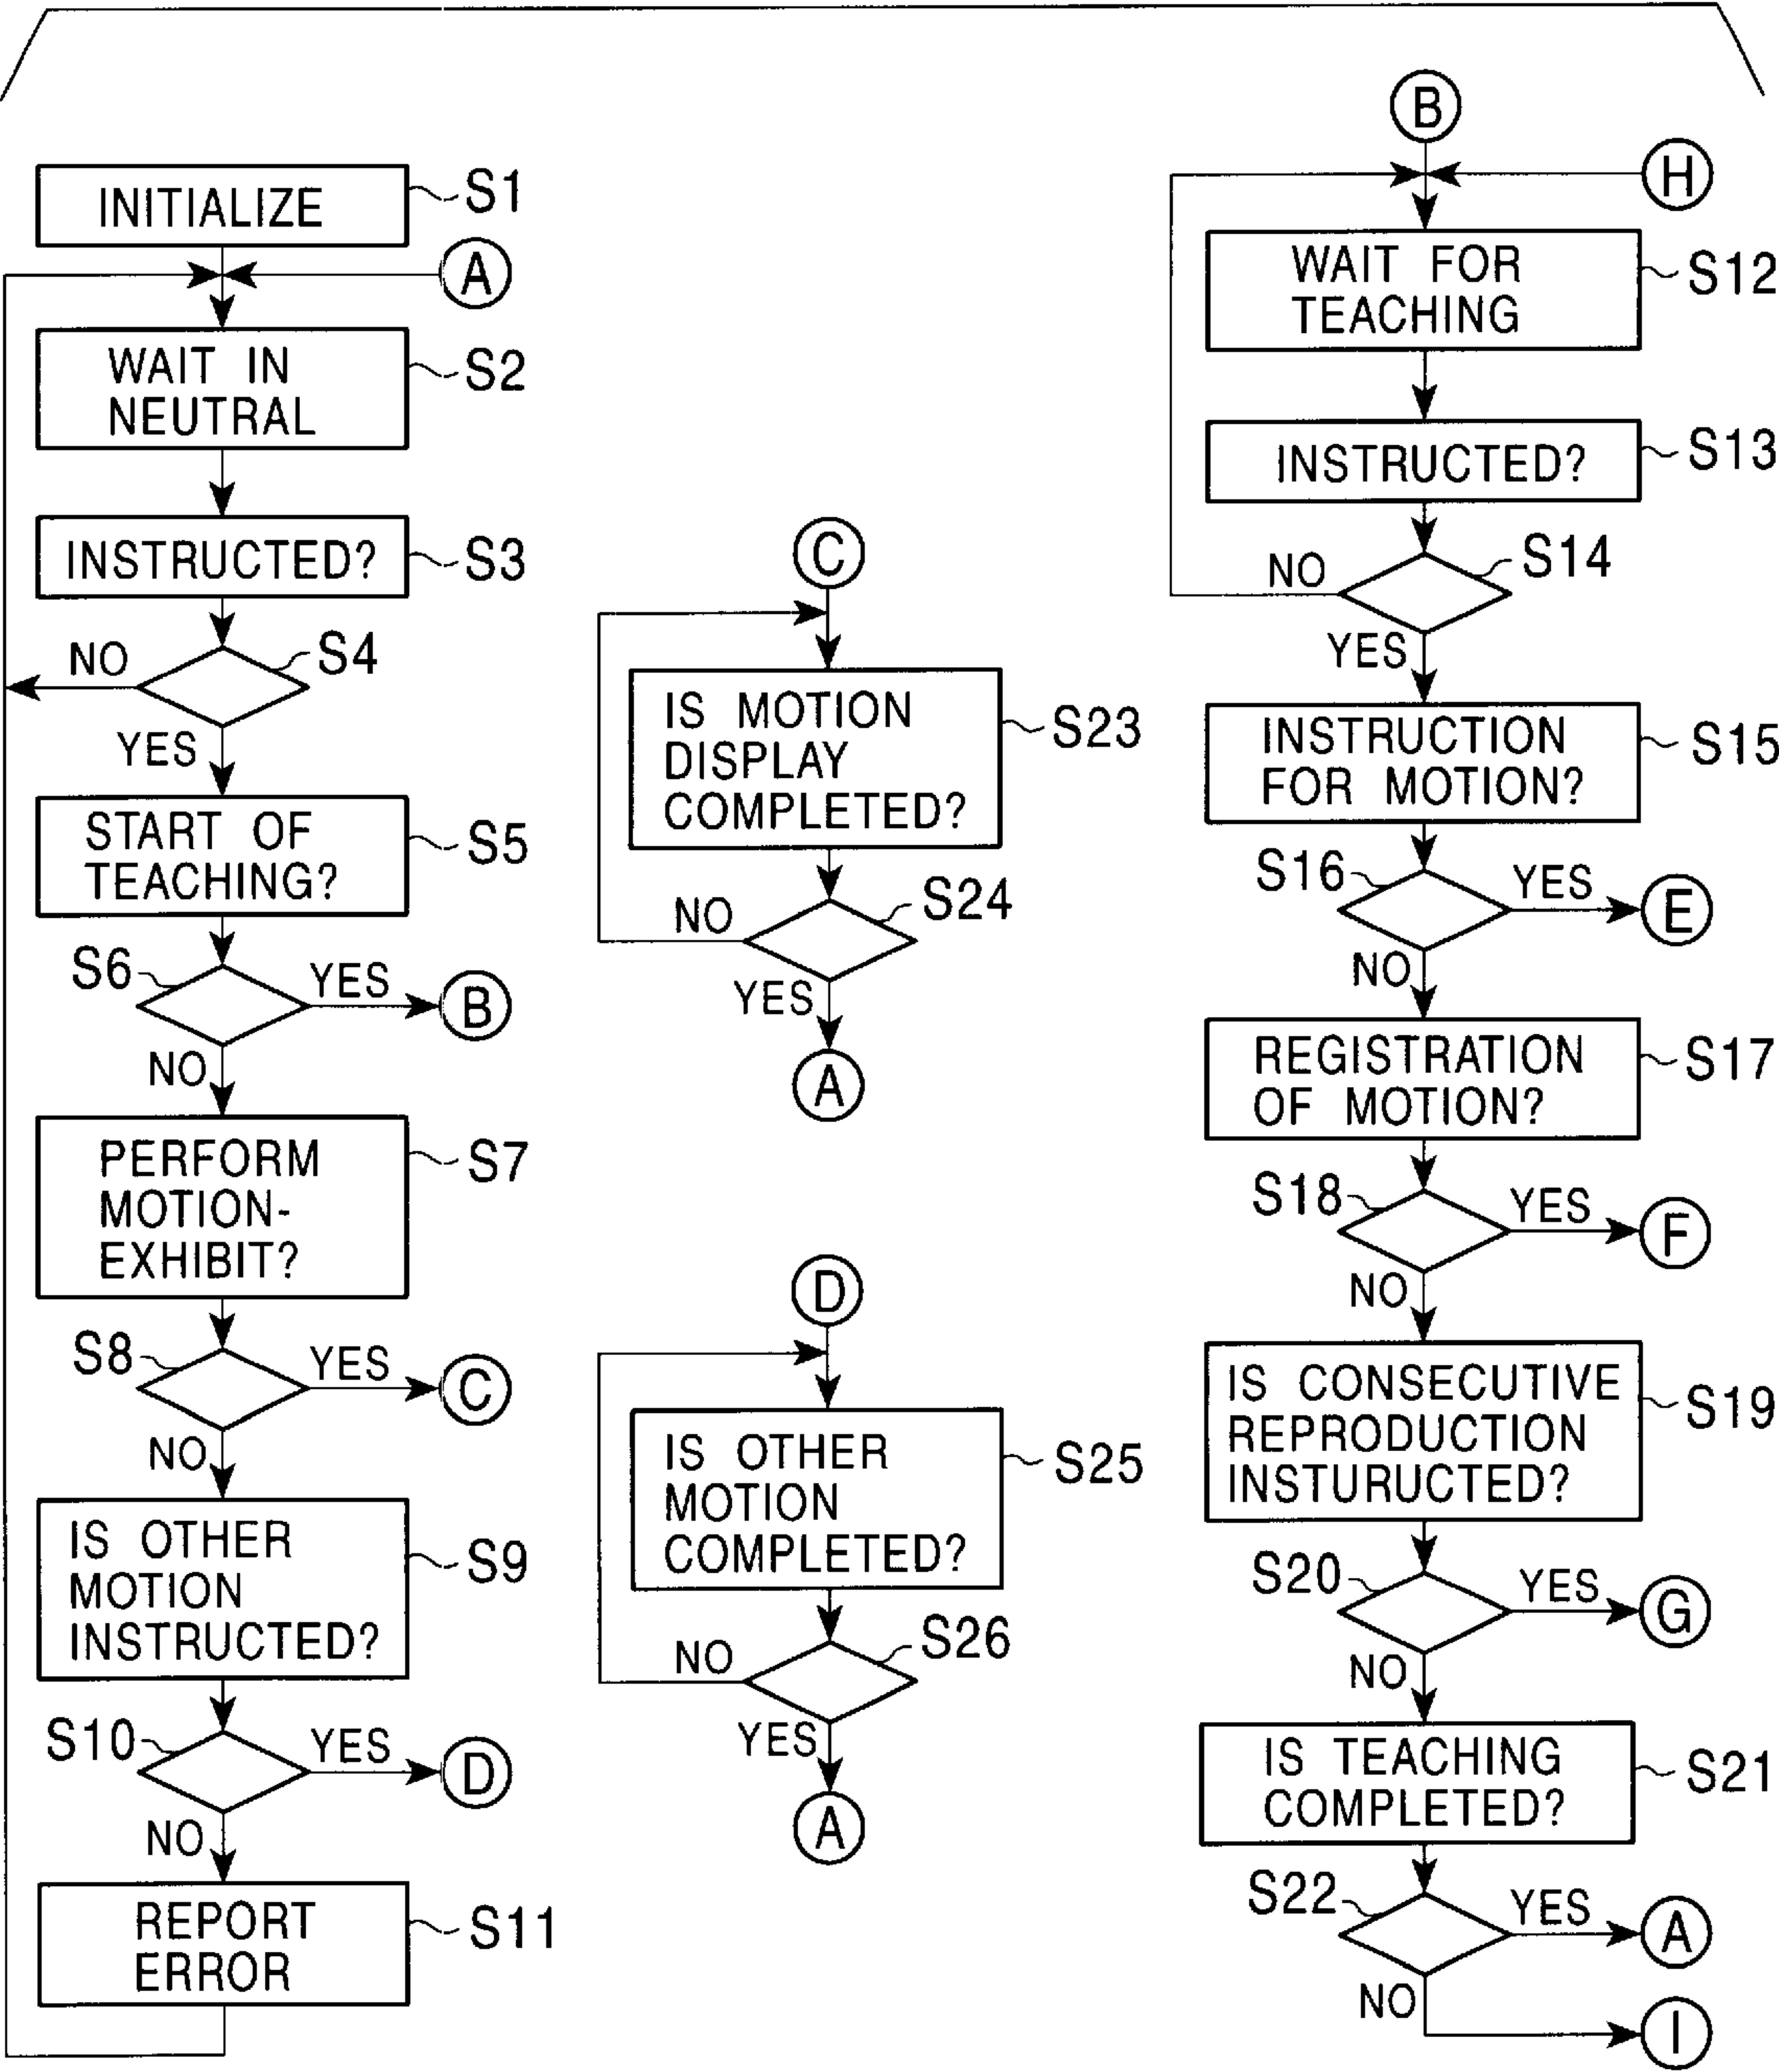 INITIALIZE
S1
A
WAIT IN
NEUTRAL
S2
INSTRUCTED?
S3
NO
S4
YES
START OF
TEACHING?
S5
S6
YES
B
NO
PERFORM
MOTION-
EXHIBIT?
S7
S8
YES
C
NO
IS OTHER
MOTION
INSTRUCTED?
S9
S10
YES
D
NO
REPORT
ERROR
S11
C
IS MOTION
DISPLAY
COMPLETED?
S23
NO
S24
YES
A
D
IS OTHER
MOTION
COMPLETED?
S25
NO
S26
YES
A
B
H
WAIT FOR
TEACHING
S12
INSTRUCTED?
S13
NO
S14
YES
INSTRUCTION
FOR MOTION?
S15
S16
YES
E
NO
REGISTRATION
OF MOTION?
S17
S18
YES
F
NO
IS CONSECUTIVE
REPRODUCTION
INSTURUCTED?
S19
S20
YES
G
NO
IS TEACHING
COMPLETED?
S21
S22
YES
A
NO
I